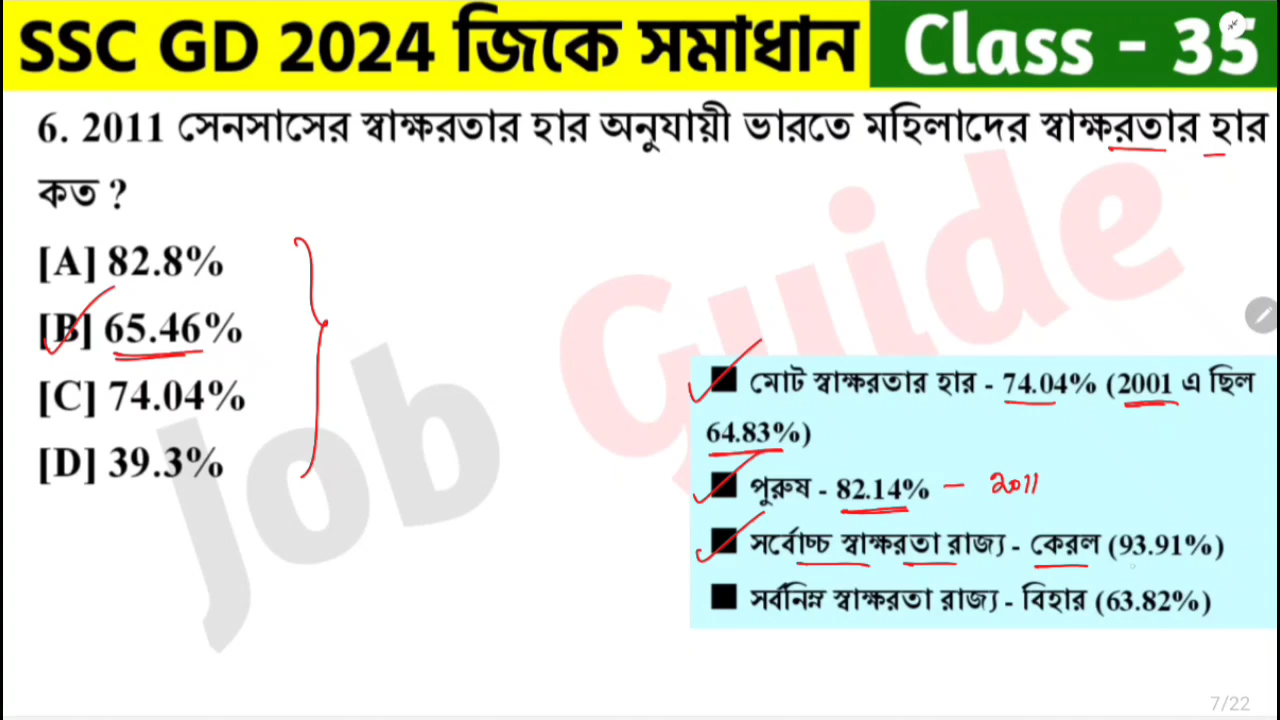 SSC GD 2024 জিকে সমাধান Class - 35
6. 2011 সেনসাসের স্বাক্ষরতার হার অনুযায়ী ভারতে মহিলাদের স্বাক্ষরতার হার
কত ?
[A] 82.8%
[B] 65.46%
[C] 74.04%
[D] 39.3%
■ মোট স্বাক্ষরতার হার - 74.04% (2001 এ ছিল
64.83%)
■ পুরুষ - 82.14% - 2011
■ সর্বোচ্চ স্বাক্ষরতা রাজ্য - কেরল (93.91%)
■ সর্বনিম্ন স্বাক্ষরতা রাজ্য - বিহার (63.82%)
Job Guide
7/22